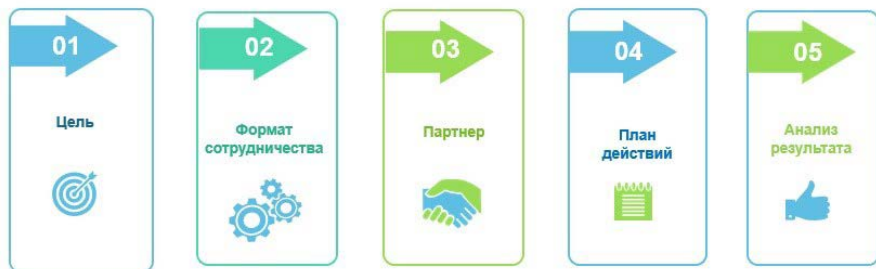 01
Цель
02
Формат
сотрудничества
03
Партнер
04
План
действий
05
Анализ
результата